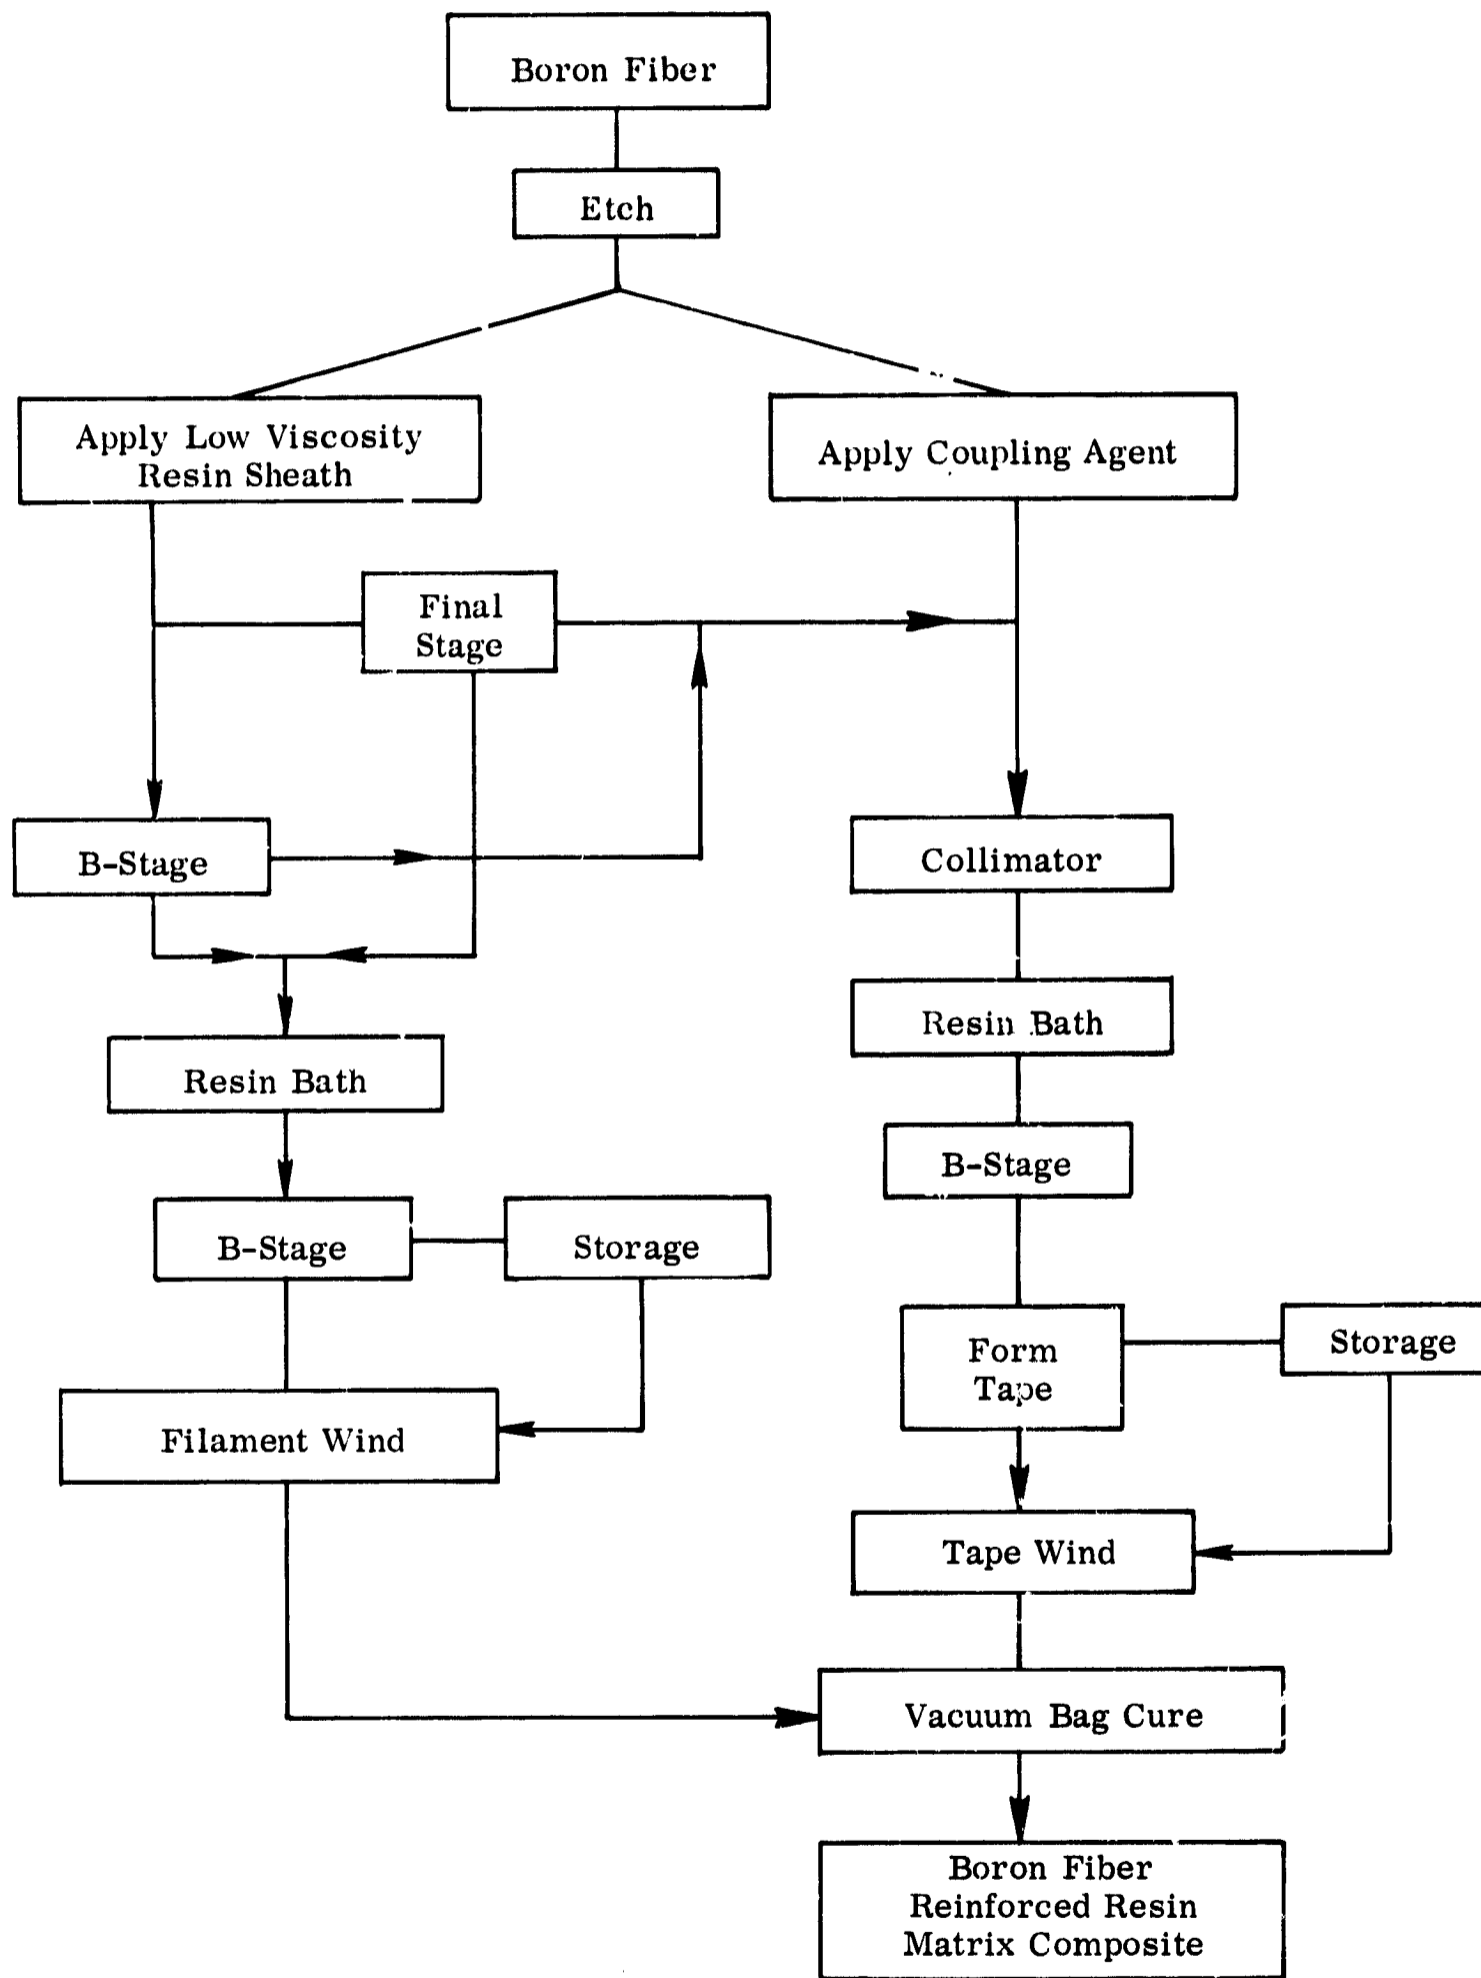 Boron Fiber
Etch
Apply Low Viscosity
Resin Sheath
Apply Coupling Agent
Final
Stage
B-Stage
Collimator
Resin Bath
Resin Bath
B-Stage
B-Stage
Storage
Form
Tape
Storage
Filament Wind
Tape Wind
Vacuum Bag Cure
Boron Fiber
Reinforced Resin
Matrix Composite